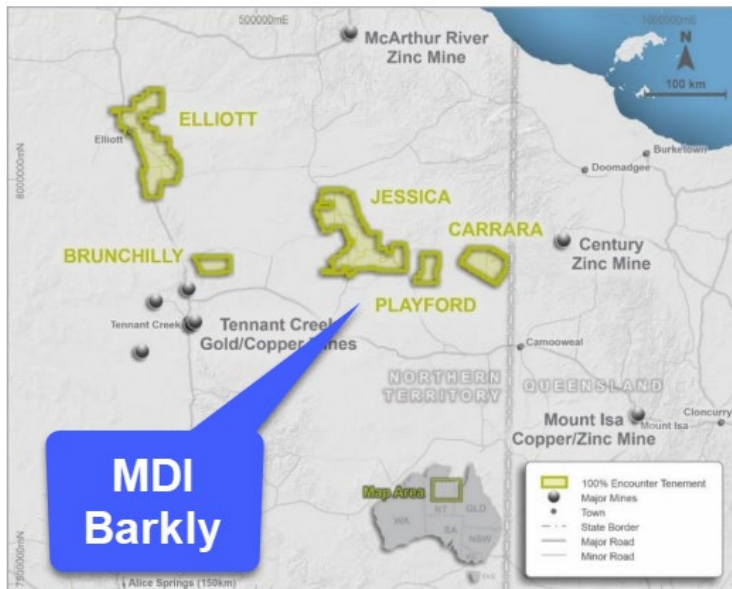 500000mE
1000000mE
McArthur River
Zinc Mine
N
100 km
ELLIOTT
Elliott
Burketown
Doomadgee
8000000mN
JESSICA
CARRARA
BRUNCHILLY
Century
Zinc Mine
PLAYFORD
Tennant Creek
Tennant Creek
Gold/Copper Mines
Camooweal
NORTHERN
TERRITORY
QUEENSLAND
Mount Isa
Copper/Zinc Mine
Mount Isa
Cloncurry
MDI
Barkly
Map Area
WA
NT
QLD
SA
NSW
100% Encounter Tenement
Major Mines
Town
State Border
Major Road
Minor Road
7500000mN
Alice Springs (150km)